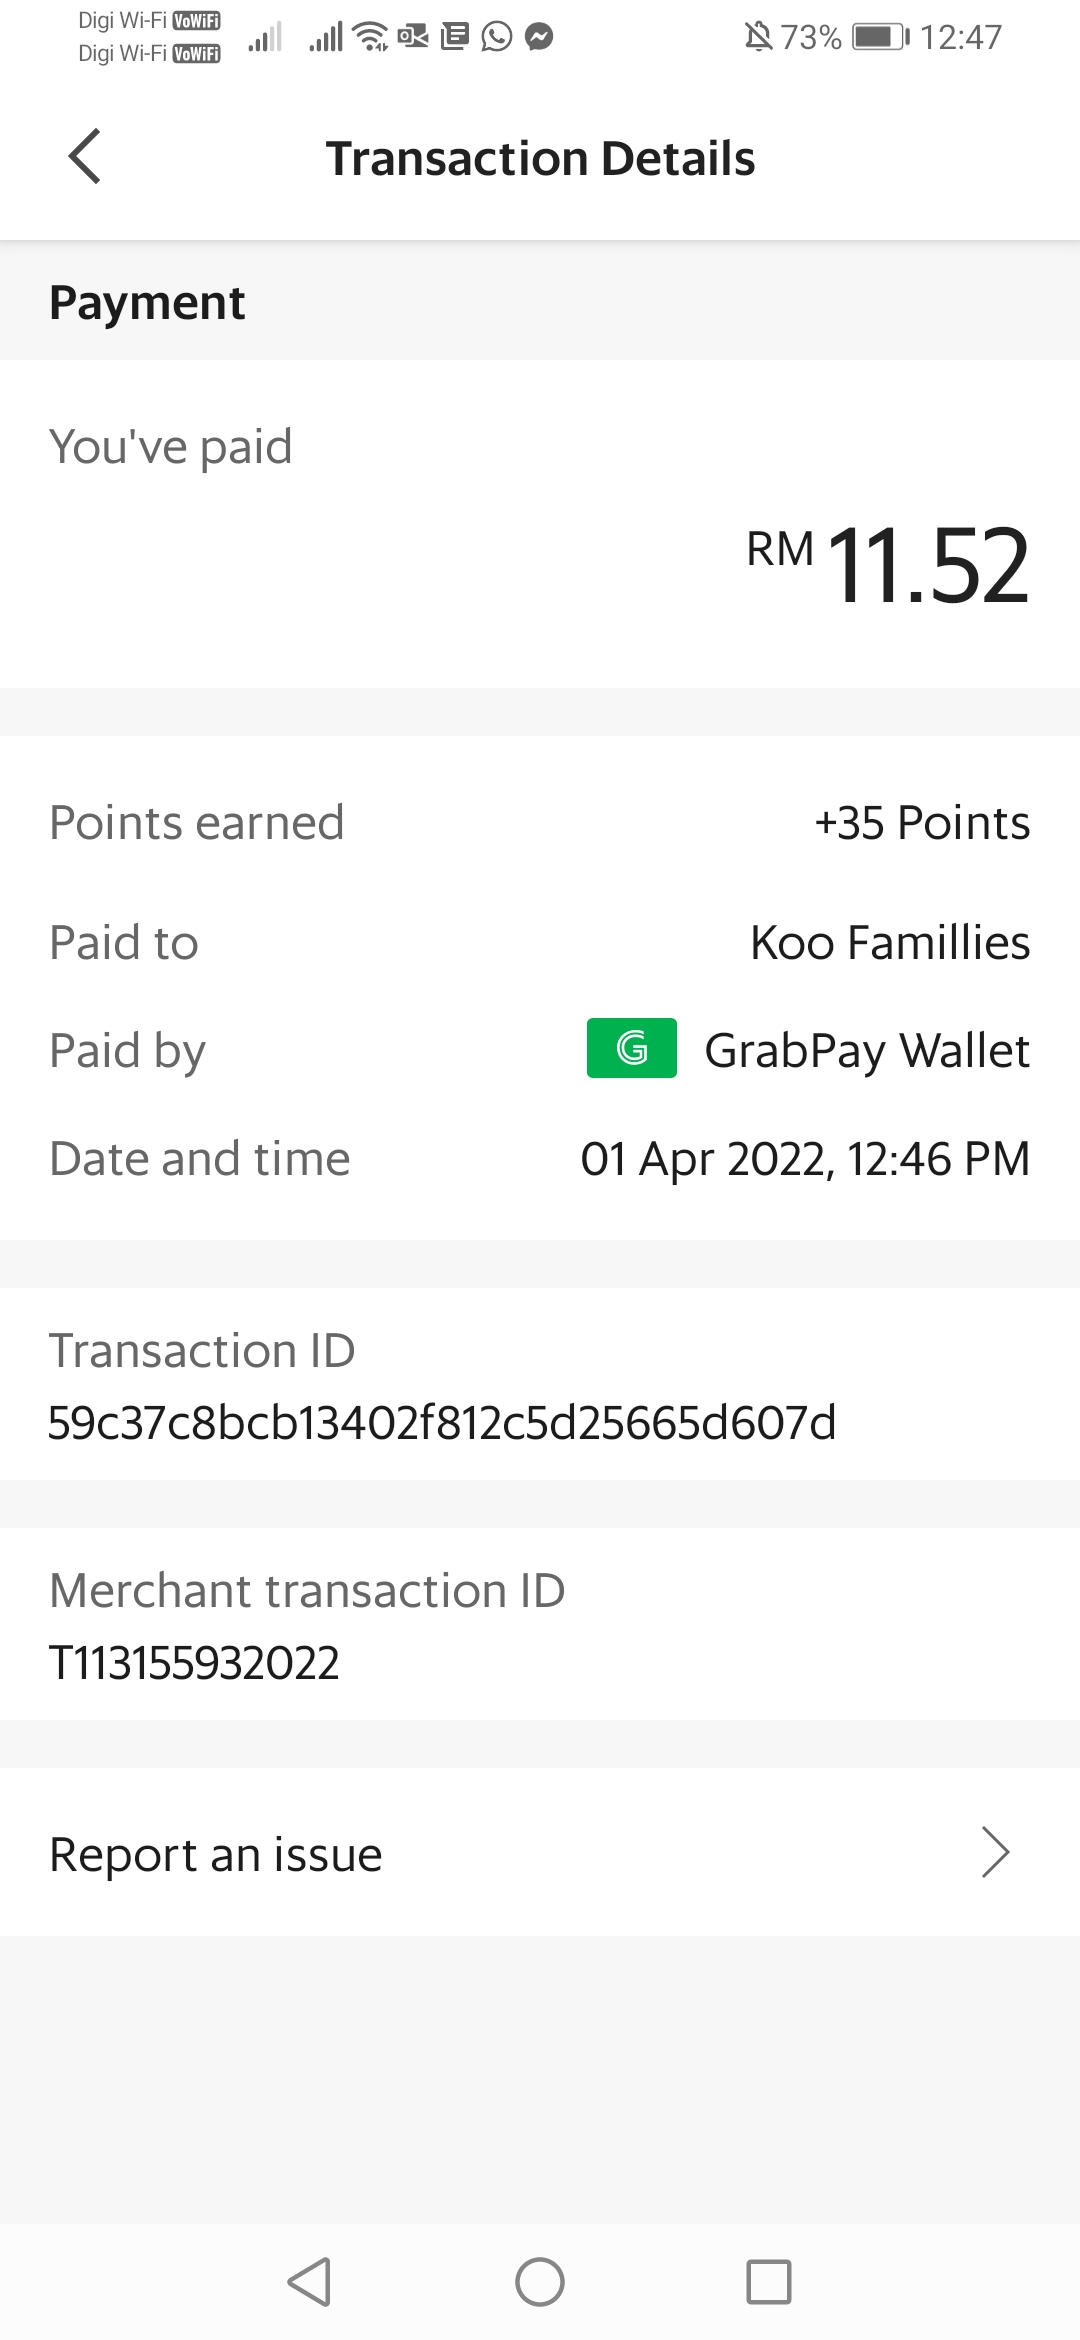 Digi Wi-Fi VoWiFi
Digi Wi-Fi VoWiFi
73% 12:47
Transaction Details
Payment
You've paid
RM 11.52
Points earned +35 Points
Paid to Koo Famillies
Paid by G GrabPay Wallet
Date and time 01 Apr 2022, 12:46 PM
Transaction ID
59c37c8bcb13402f812c5d25665d607d
Merchant transaction ID
T113155932022
Report an issue